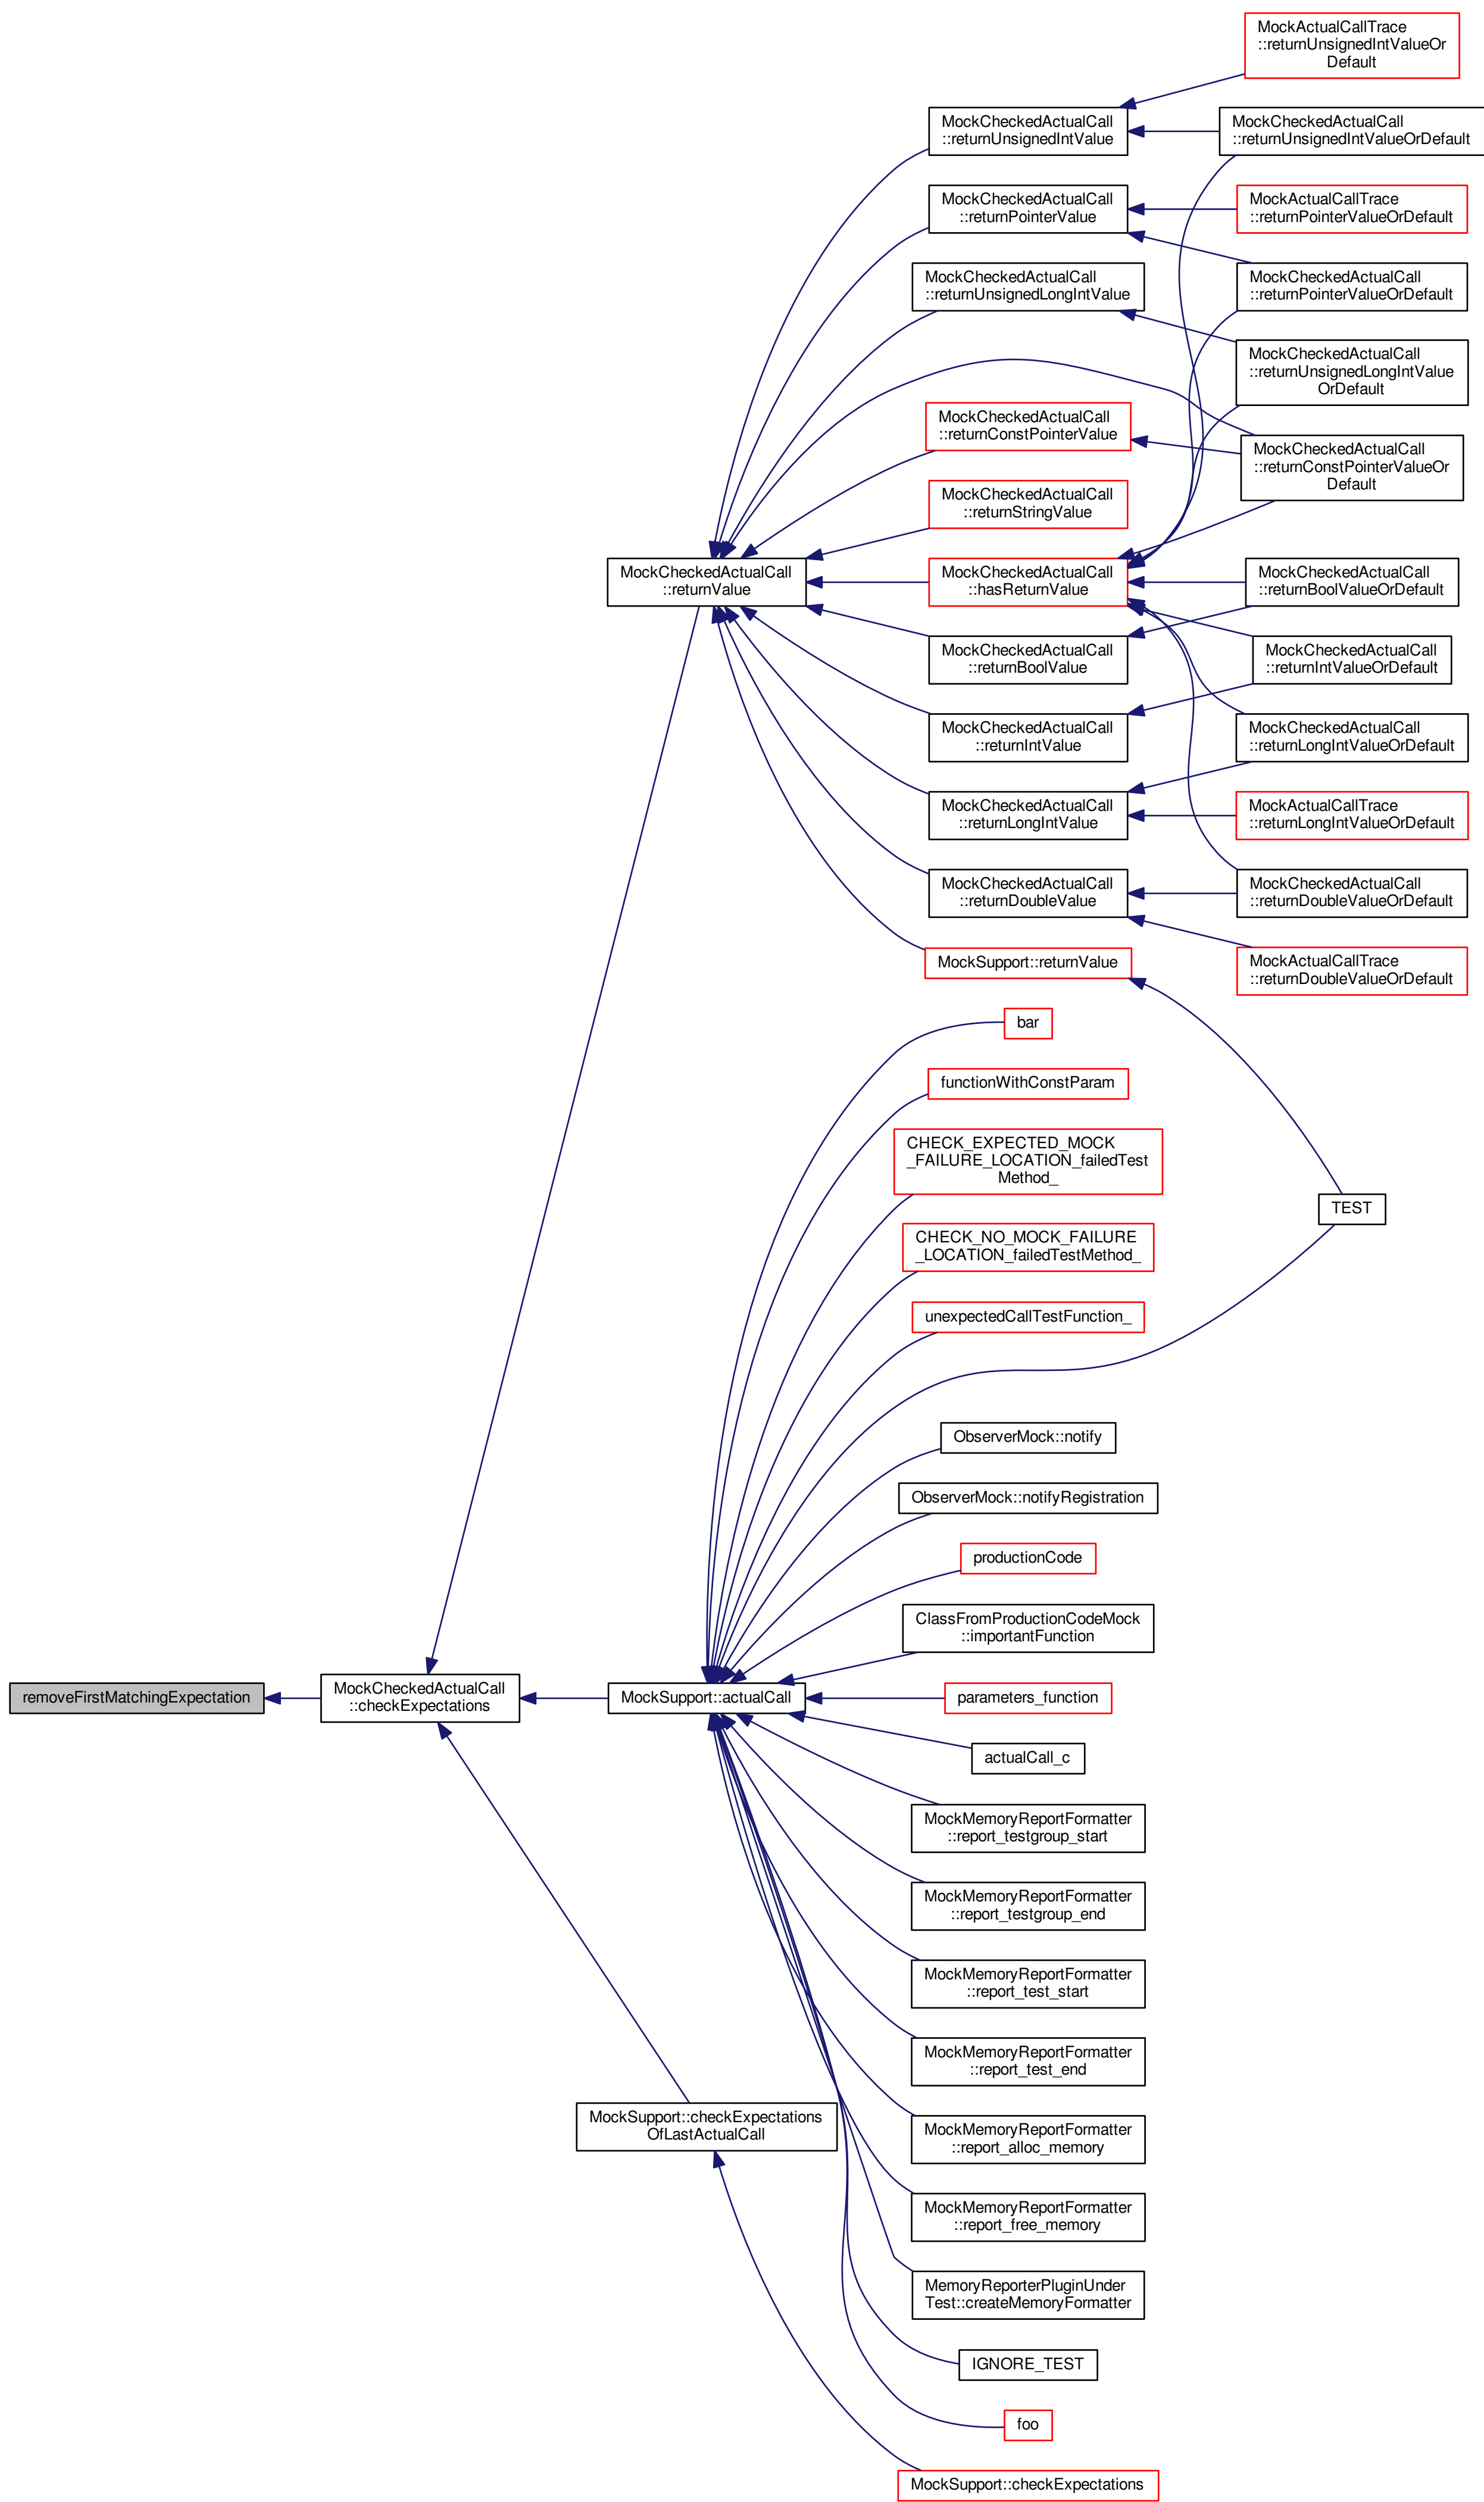 MockActualCallTrace
::returnUnsignedIntValueOr
Default
MockCheckedActualCall
::returnUnsignedIntValue
MockCheckedActualCall
::returnUnsignedIntValueOrDefault
MockCheckedActualCall
::returnPointerValue
MockActualCallTrace
::returnPointerValueOrDefault
MockCheckedActualCall
::returnUnsignedLongIntValue
MockCheckedActualCall
::returnPointerValueOrDefault
MockCheckedActualCall
::returnUnsignedLongIntValue
OrDefault
MockCheckedActualCall
::returnConstPointerValue
MockCheckedActualCall
::returnConstPointerValueOr
Default
MockCheckedActualCall
::returnStringValue
MockCheckedActualCall
::returnValue
MockCheckedActualCall
::hasReturnValue
MockCheckedActualCall
::returnBoolValueOrDefault
MockCheckedActualCall
::returnBoolValue
MockCheckedActualCall
::returnIntValueOrDefault
MockCheckedActualCall
::returnIntValue
MockCheckedActualCall
::returnLongIntValueOrDefault
MockCheckedActualCall
::returnLongIntValue
MockActualCallTrace
::returnLongIntValueOrDefault
MockCheckedActualCall
::returnDoubleValue
MockCheckedActualCall
::returnDoubleValueOrDefault
MockSupport::returnValue
MockActualCallTrace
::returnDoubleValueOrDefault
bar
functionWithConstParam
CHECK_EXPECTED_MOCK
_FAILURE_LOCATION_failedTest
Method_
TEST
CHECK_NO_MOCK_FAILURE
_LOCATION_failedTestMethod_
unexpectedCallTestFunction_
ObserverMock::notify
ObserverMock::notifyRegistration
productionCode
ClassFromProductionCodeMock
::importantFunction
removeFirstMatchingExpectation
MockCheckedActualCall
::checkExpectations
MockSupport::actualCall
parameters_function
actualCall_c
MockMemoryReportFormatter
::report_testgroup_start
MockMemoryReportFormatter
::report_testgroup_end
MockMemoryReportFormatter
::report_test_start
MockMemoryReportFormatter
::report_test_end
MockSupport::checkExpectations
OfLastActualCall
MockMemoryReportFormatter
::report_alloc_memory
MockMemoryReportFormatter
::report_free_memory
MemoryReporterPluginUnder
Test::createMemoryFormatter
IGNORE_TEST
foo
MockSupport::checkExpectations